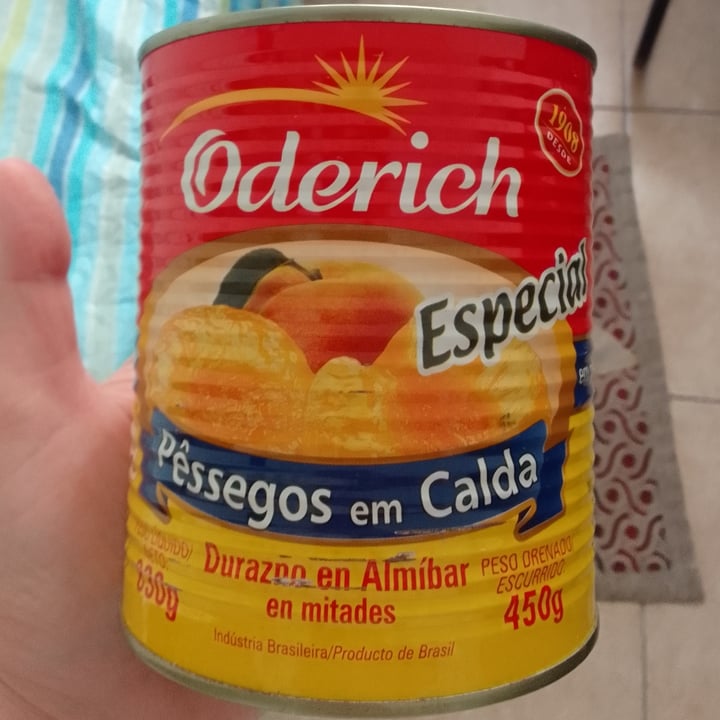 Oderich
1908
DESDE
Especial
Pêssegos em Calda
Durazno en Almíbar
en mitades
PESO DRENADO/
ESCURRIDO
450g
830g
Indústria Brasileira/Producto de Brasil